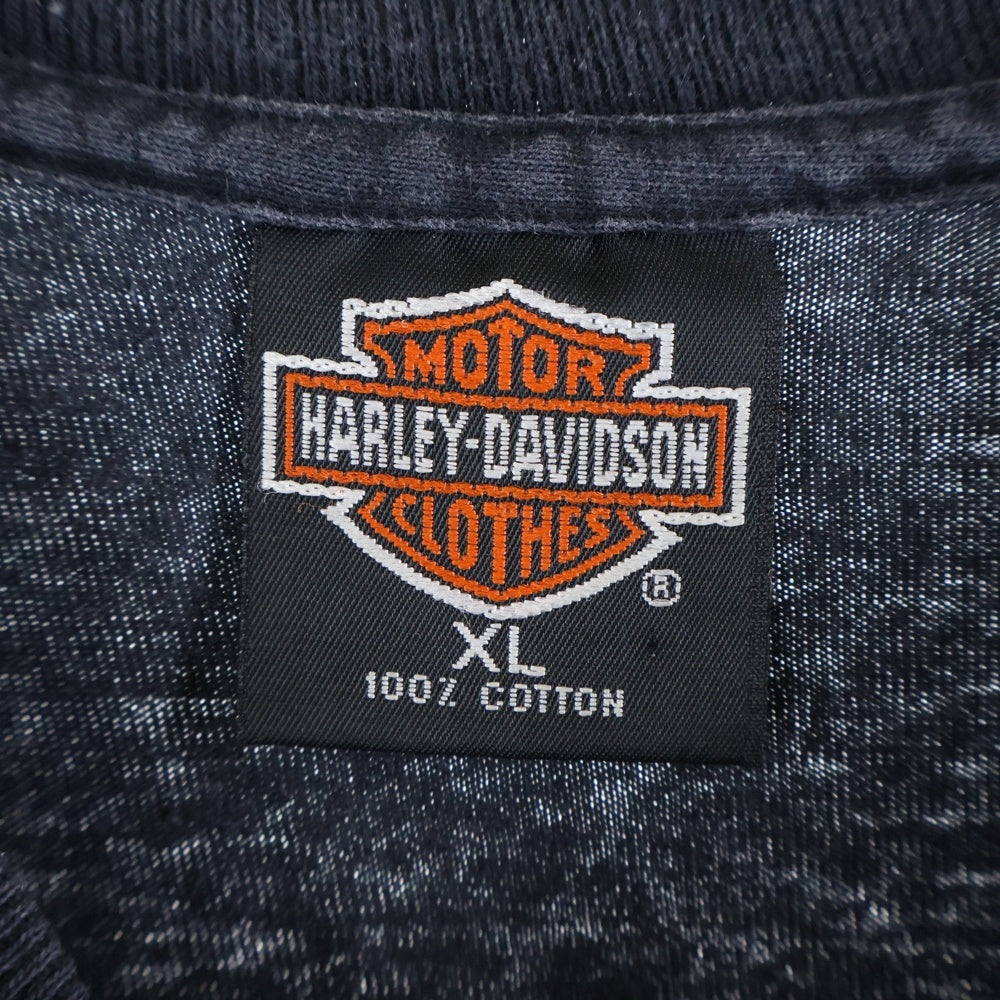 MOTOR
HARLEY-DAVIDSON
CLOTHES
®
XL
100% COTTON